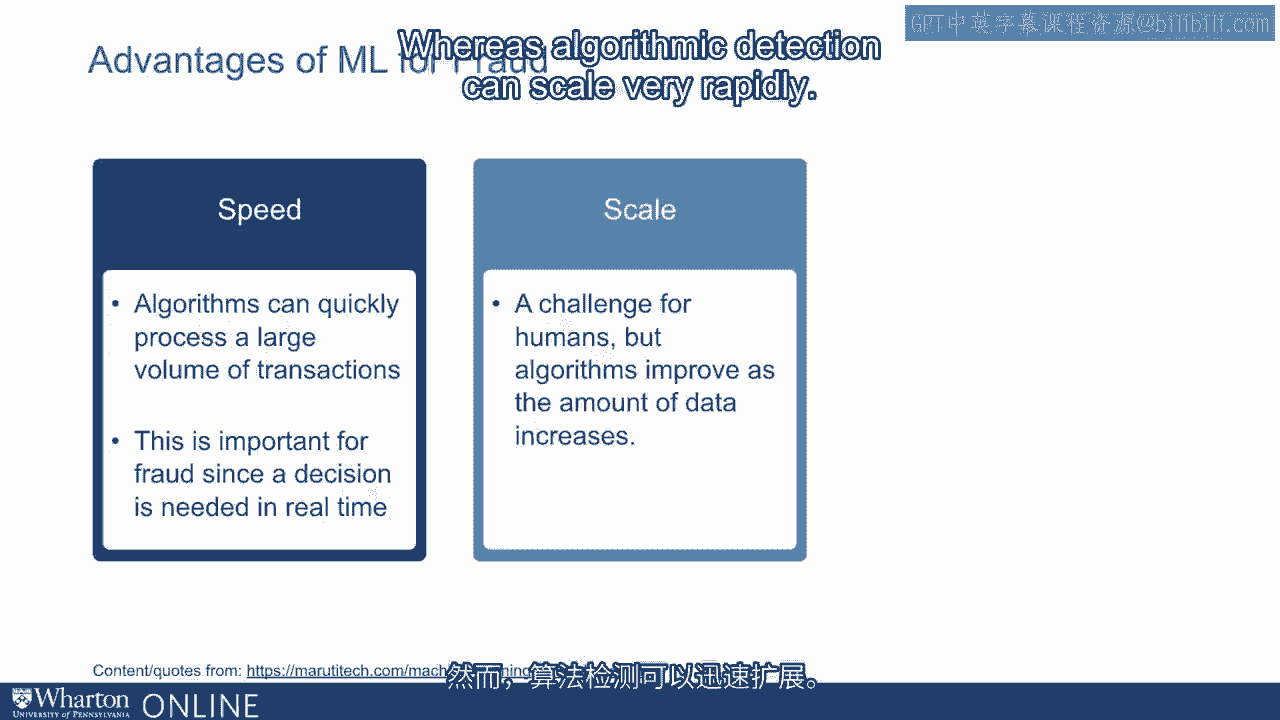 GPT中英字幕课程资源@bilibili.com
Whereas algorithmic detection
can scale very rapidly.
Advantages of ML for Fraud
Speed
• Algorithms can quickly
process a large
volume of transactions
• This is important for
fraud since a decision
is needed in real time
Scale
• A challenge for
humans, but
algorithms improve as
the amount of data
increases.
Content/quotes from: https://marutitech.com/mach
然而，算法检测可以迅速扩展。
Wharton ONLINE
UNIVERSITY of PENNSYLVANIA